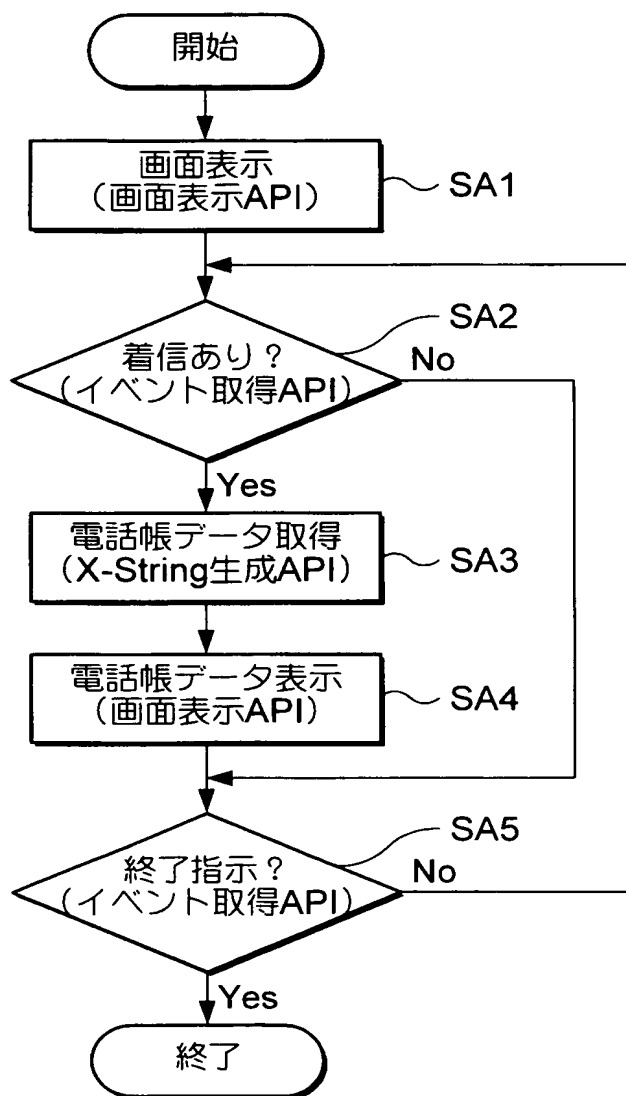 開始
画面表示
（画面表示API）
SA1
SA2
着信あり？
（イベント取得API）
No
Yes
電話帳データ取得
（X-String生成API）
SA3
電話帳データ表示
（画面表示API）
SA4
SA5
終了指示？
（イベント取得API）
No
Yes
終了